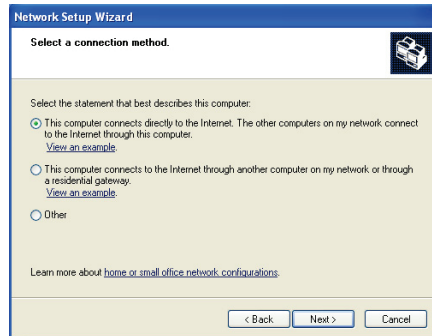 Network Setup Wizard
Select a connection method.
Select the statement that best describes this computer:
This computer connects directly to the Internet. The other computers on my network connect
to the Internet through this computer.
View an example.
This computer connects to the Internet through another computer on my network or through
a residential gateway.
View an example.
Other
Learn more about home or small office network configurations.
< Back Next > Cancel